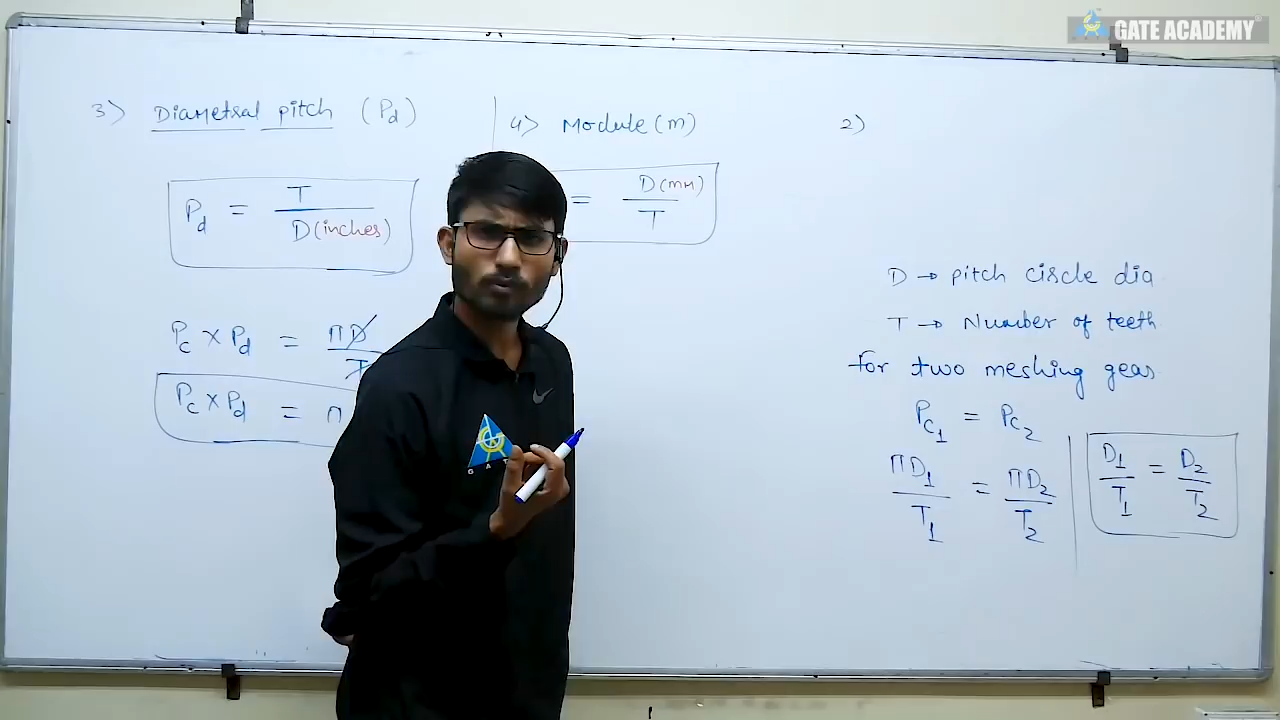 GATE ACADEMY®
3) Diametral pitch (Pd)
Pd = T / D(inches)
Pc × Pd = πD / T
Pc × Pd = π
4) Module (m)
= D(mm) / T
2)
D → pitch circle dia
T → Number of teeth
for two meshing gear
Pc1 = Pc2
πD1 / T1 = πD2 / T2
D1 / T1 = D2 / T2
G A T